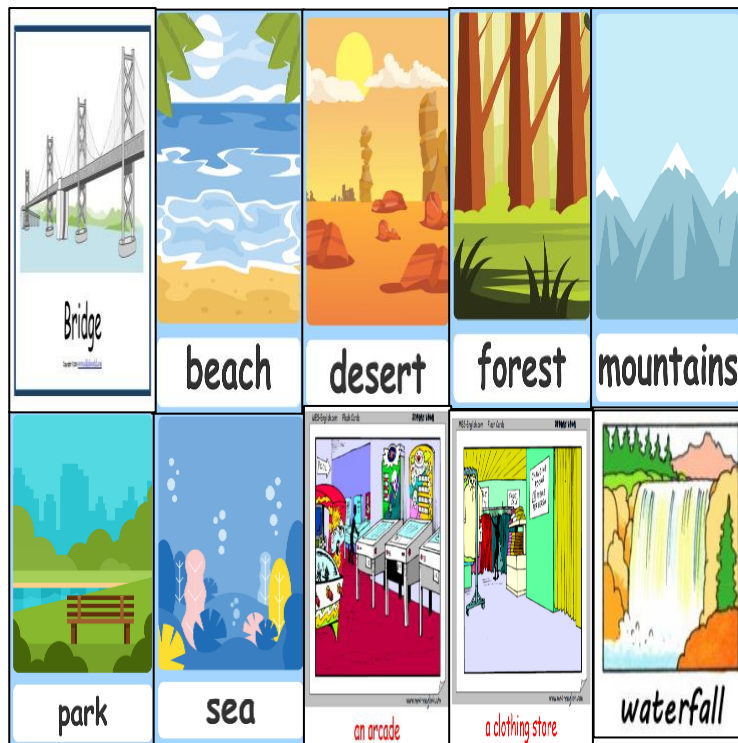 Bridge
beach
desert
forest
mountains
park
sea
an arcade
a clothing store
waterfall